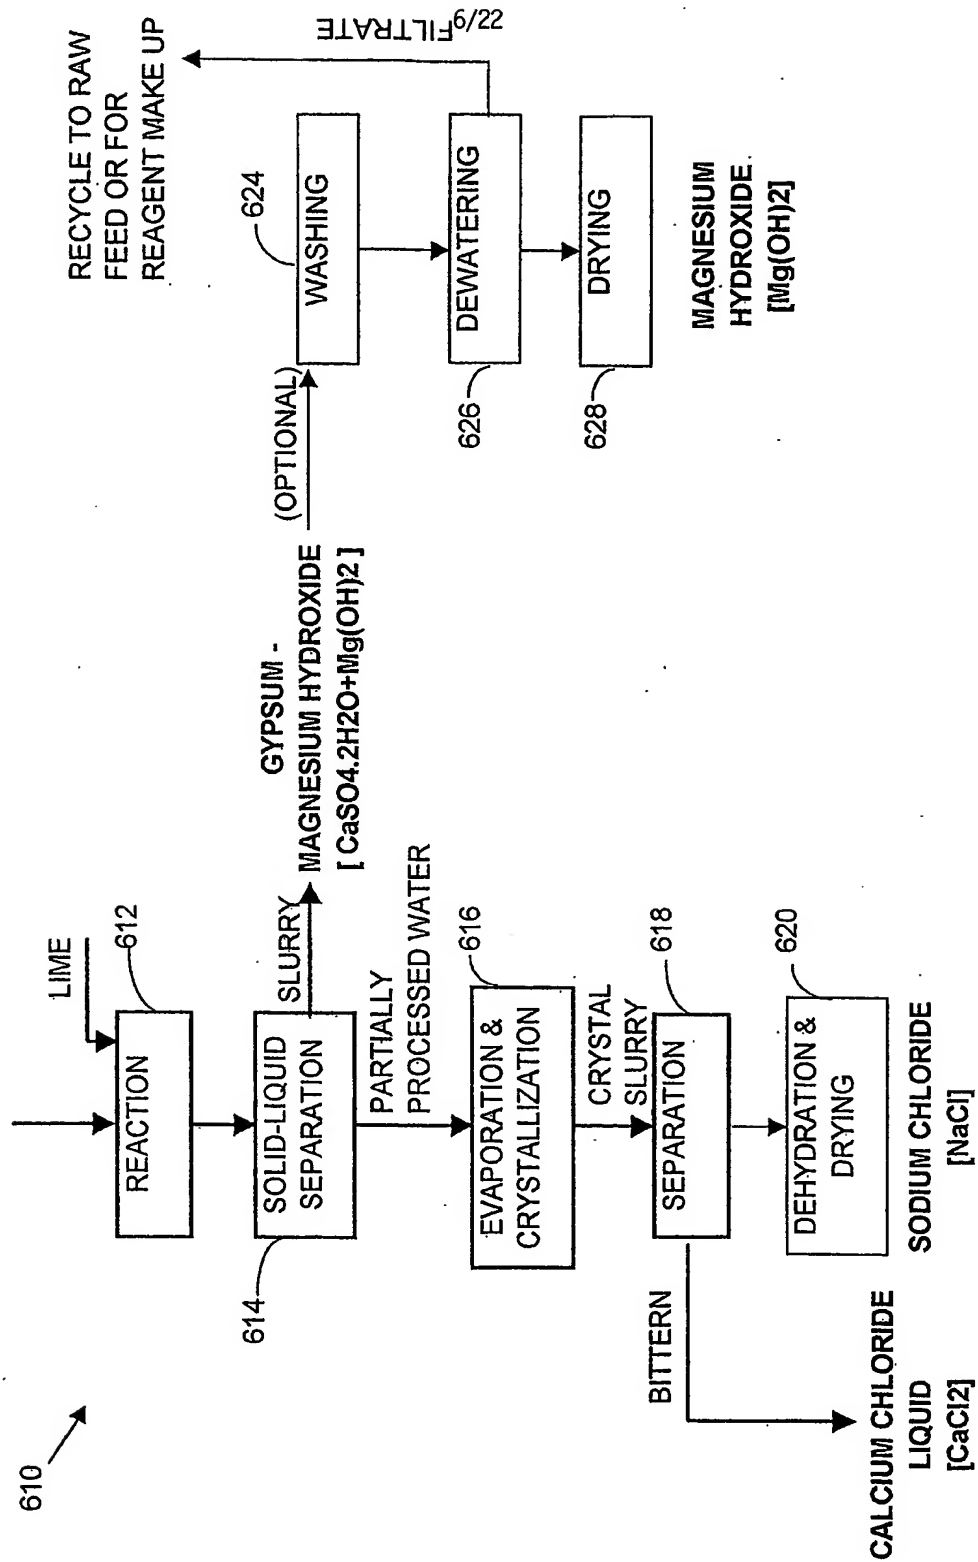 610
LIME
REACTION
612
SOLID-LIQUID
SEPARATION
614
SLURRY
GYPSUM -
MAGNESIUM HYDROXIDE
[ CaSO4.2H2O+Mg(OH)2 ]
(OPTIONAL)
PARTIALLY
PROCESSED WATER
EVAPORATION &
CRYSTALLIZATION
616
CRYSTAL
SLURRY
SEPARATION
618
BITTERN
CALCIUM CHLORIDE
LIQUID
[CaCl2]
DEHYDRATION &
DRYING
620
SODIUM CHLORIDE
[NaCl]
RECYCLE TO RAW
FEED OR FOR
REAGENT MAKE UP
624
WASHING
DEWATERING
626
FILTRATE
6/22
DRYING
628
MAGNESIUM
HYDROXIDE
[Mg(OH)2]